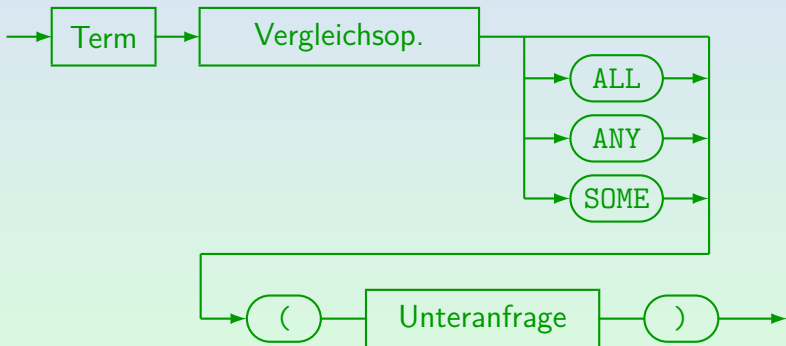 Term Vergleichsop.
ALL
ANY
SOME
( Unteranfrage )